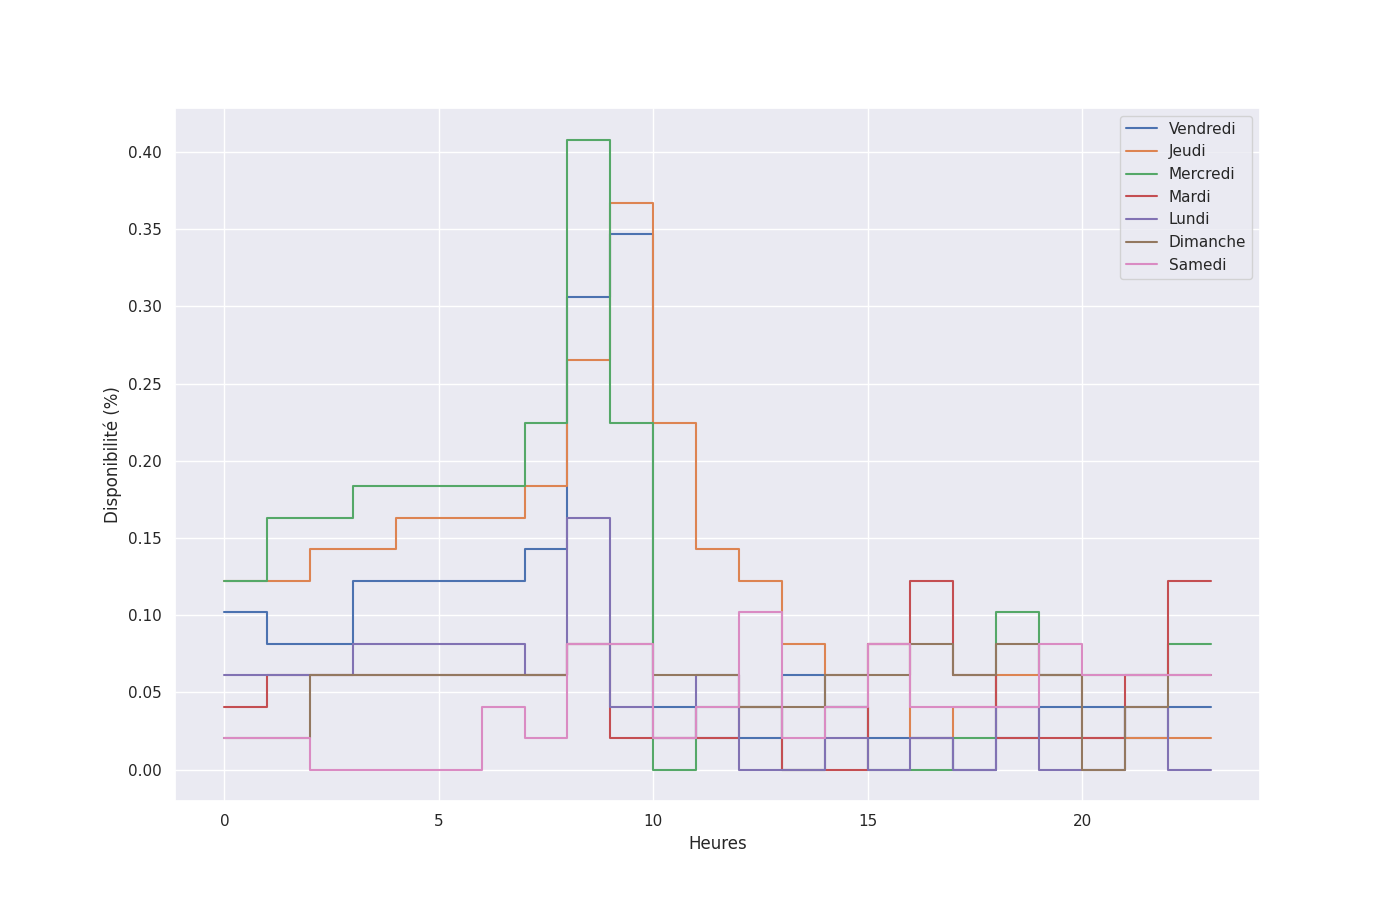 0.40
0.35
0.30
0.25
0.20
0.15
0.10
0.05
0.00
Disponibilité (%)
0 5 10 15 20
Heures
Vendredi
Jeudi
Mercredi
Mardi
Lundi
Dimanche
Samedi